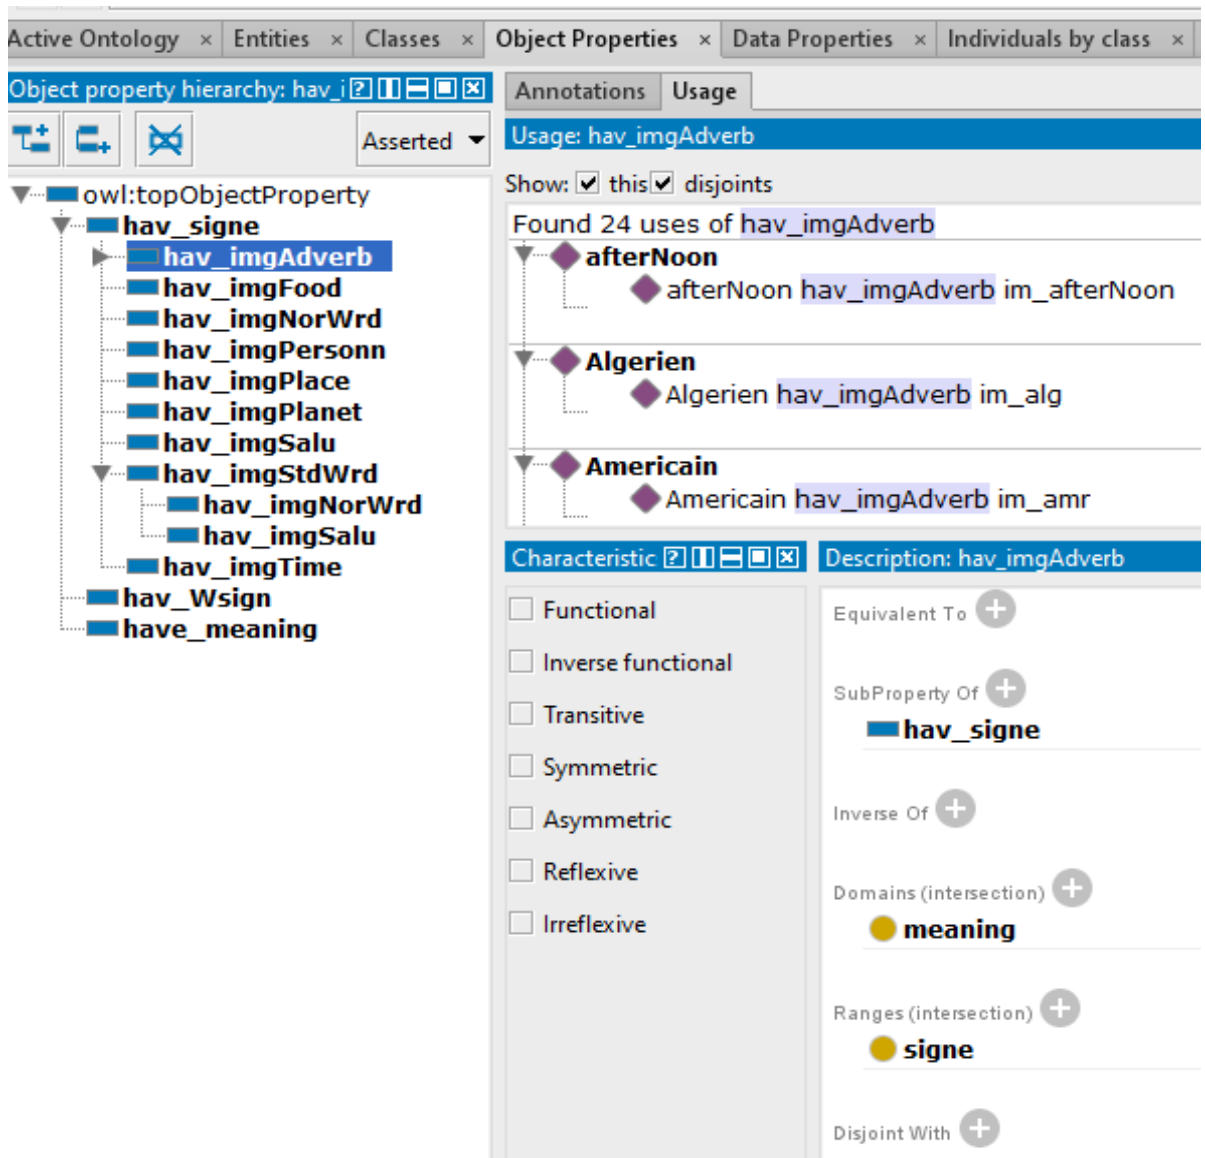 Active Ontology × Entities × Classes × Object Properties × Data Properties × Individuals by class ×
Object property hierarchy: hav_i
Asserted
owl:topObjectProperty
hav_signe
hav_imgAdverb
hav_imgFood
hav_imgNorWrd
hav_imgPersonn
hav_imgPlace
hav_imgPlanet
hav_imgSalu
hav_imgStdWrd
hav_imgNorWrd
hav_imgSalu
hav_imgTime
hav_Wsign
have_meaning
Annotations Usage
Usage: hav_imgAdverb
Show: this disjoints
Found 24 uses of hav_imgAdverb
afterNoon
afterNoon hav_imgAdverb im_afterNoon
Algerien
Algerien hav_imgAdverb im_alg
Americain
Americain hav_imgAdverb im_amr
Characteristic
Functional
Inverse functional
Transitive
Symmetric
Asymmetric
Reflexive
Irreflexive
Description: hav_imgAdverb
Equivalent To
SubProperty Of
hav_signe
Inverse Of
Domains (intersection)
meaning
Ranges (intersection)
signe
Disjoint With